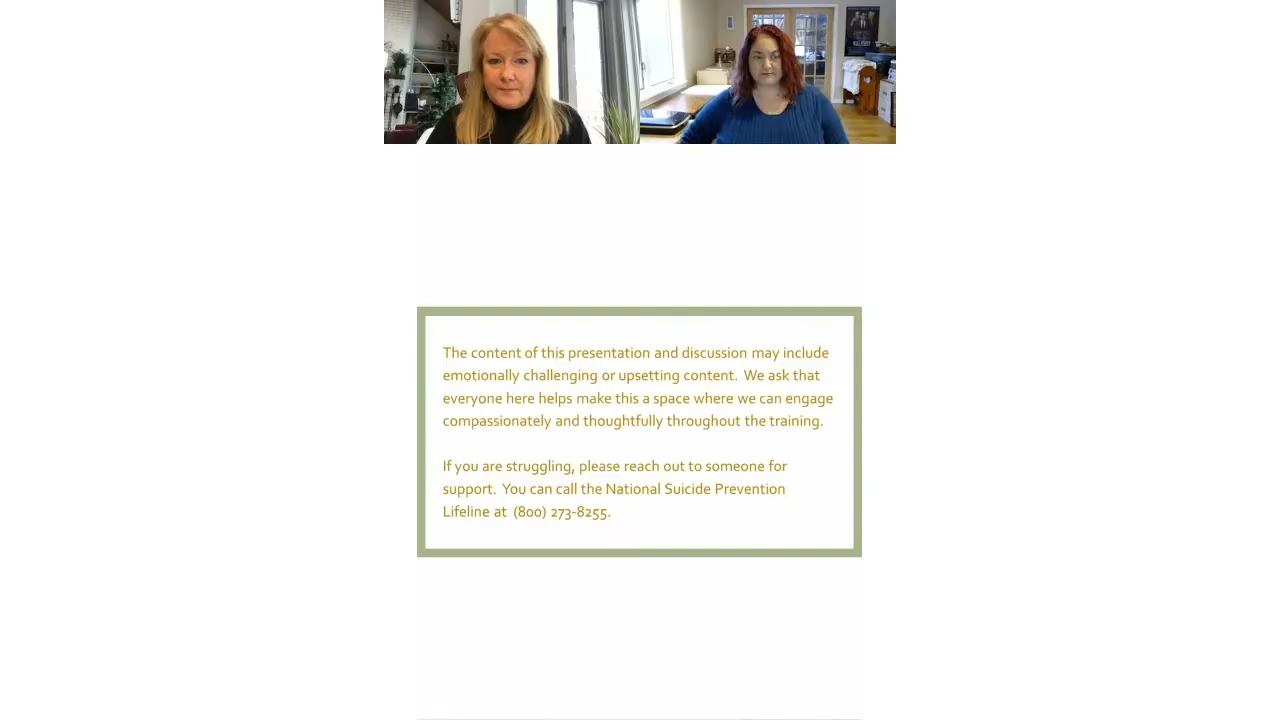 The content of this presentation and discussion may include
emotionally challenging or upsetting content.  We ask that
everyone here helps make this a space where we can engage
compassionately and thoughtfully throughout the training.
If you are struggling, please reach out to someone for
support.  You can call the National Suicide Prevention
Lifeline at  (800) 273-8255.